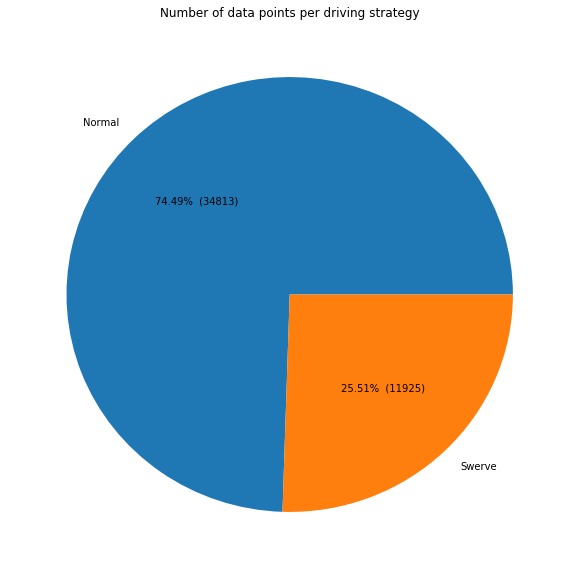 Number of data points per driving strategy
Normal
74.49% (34813)
25.51% (11925)
Swerve